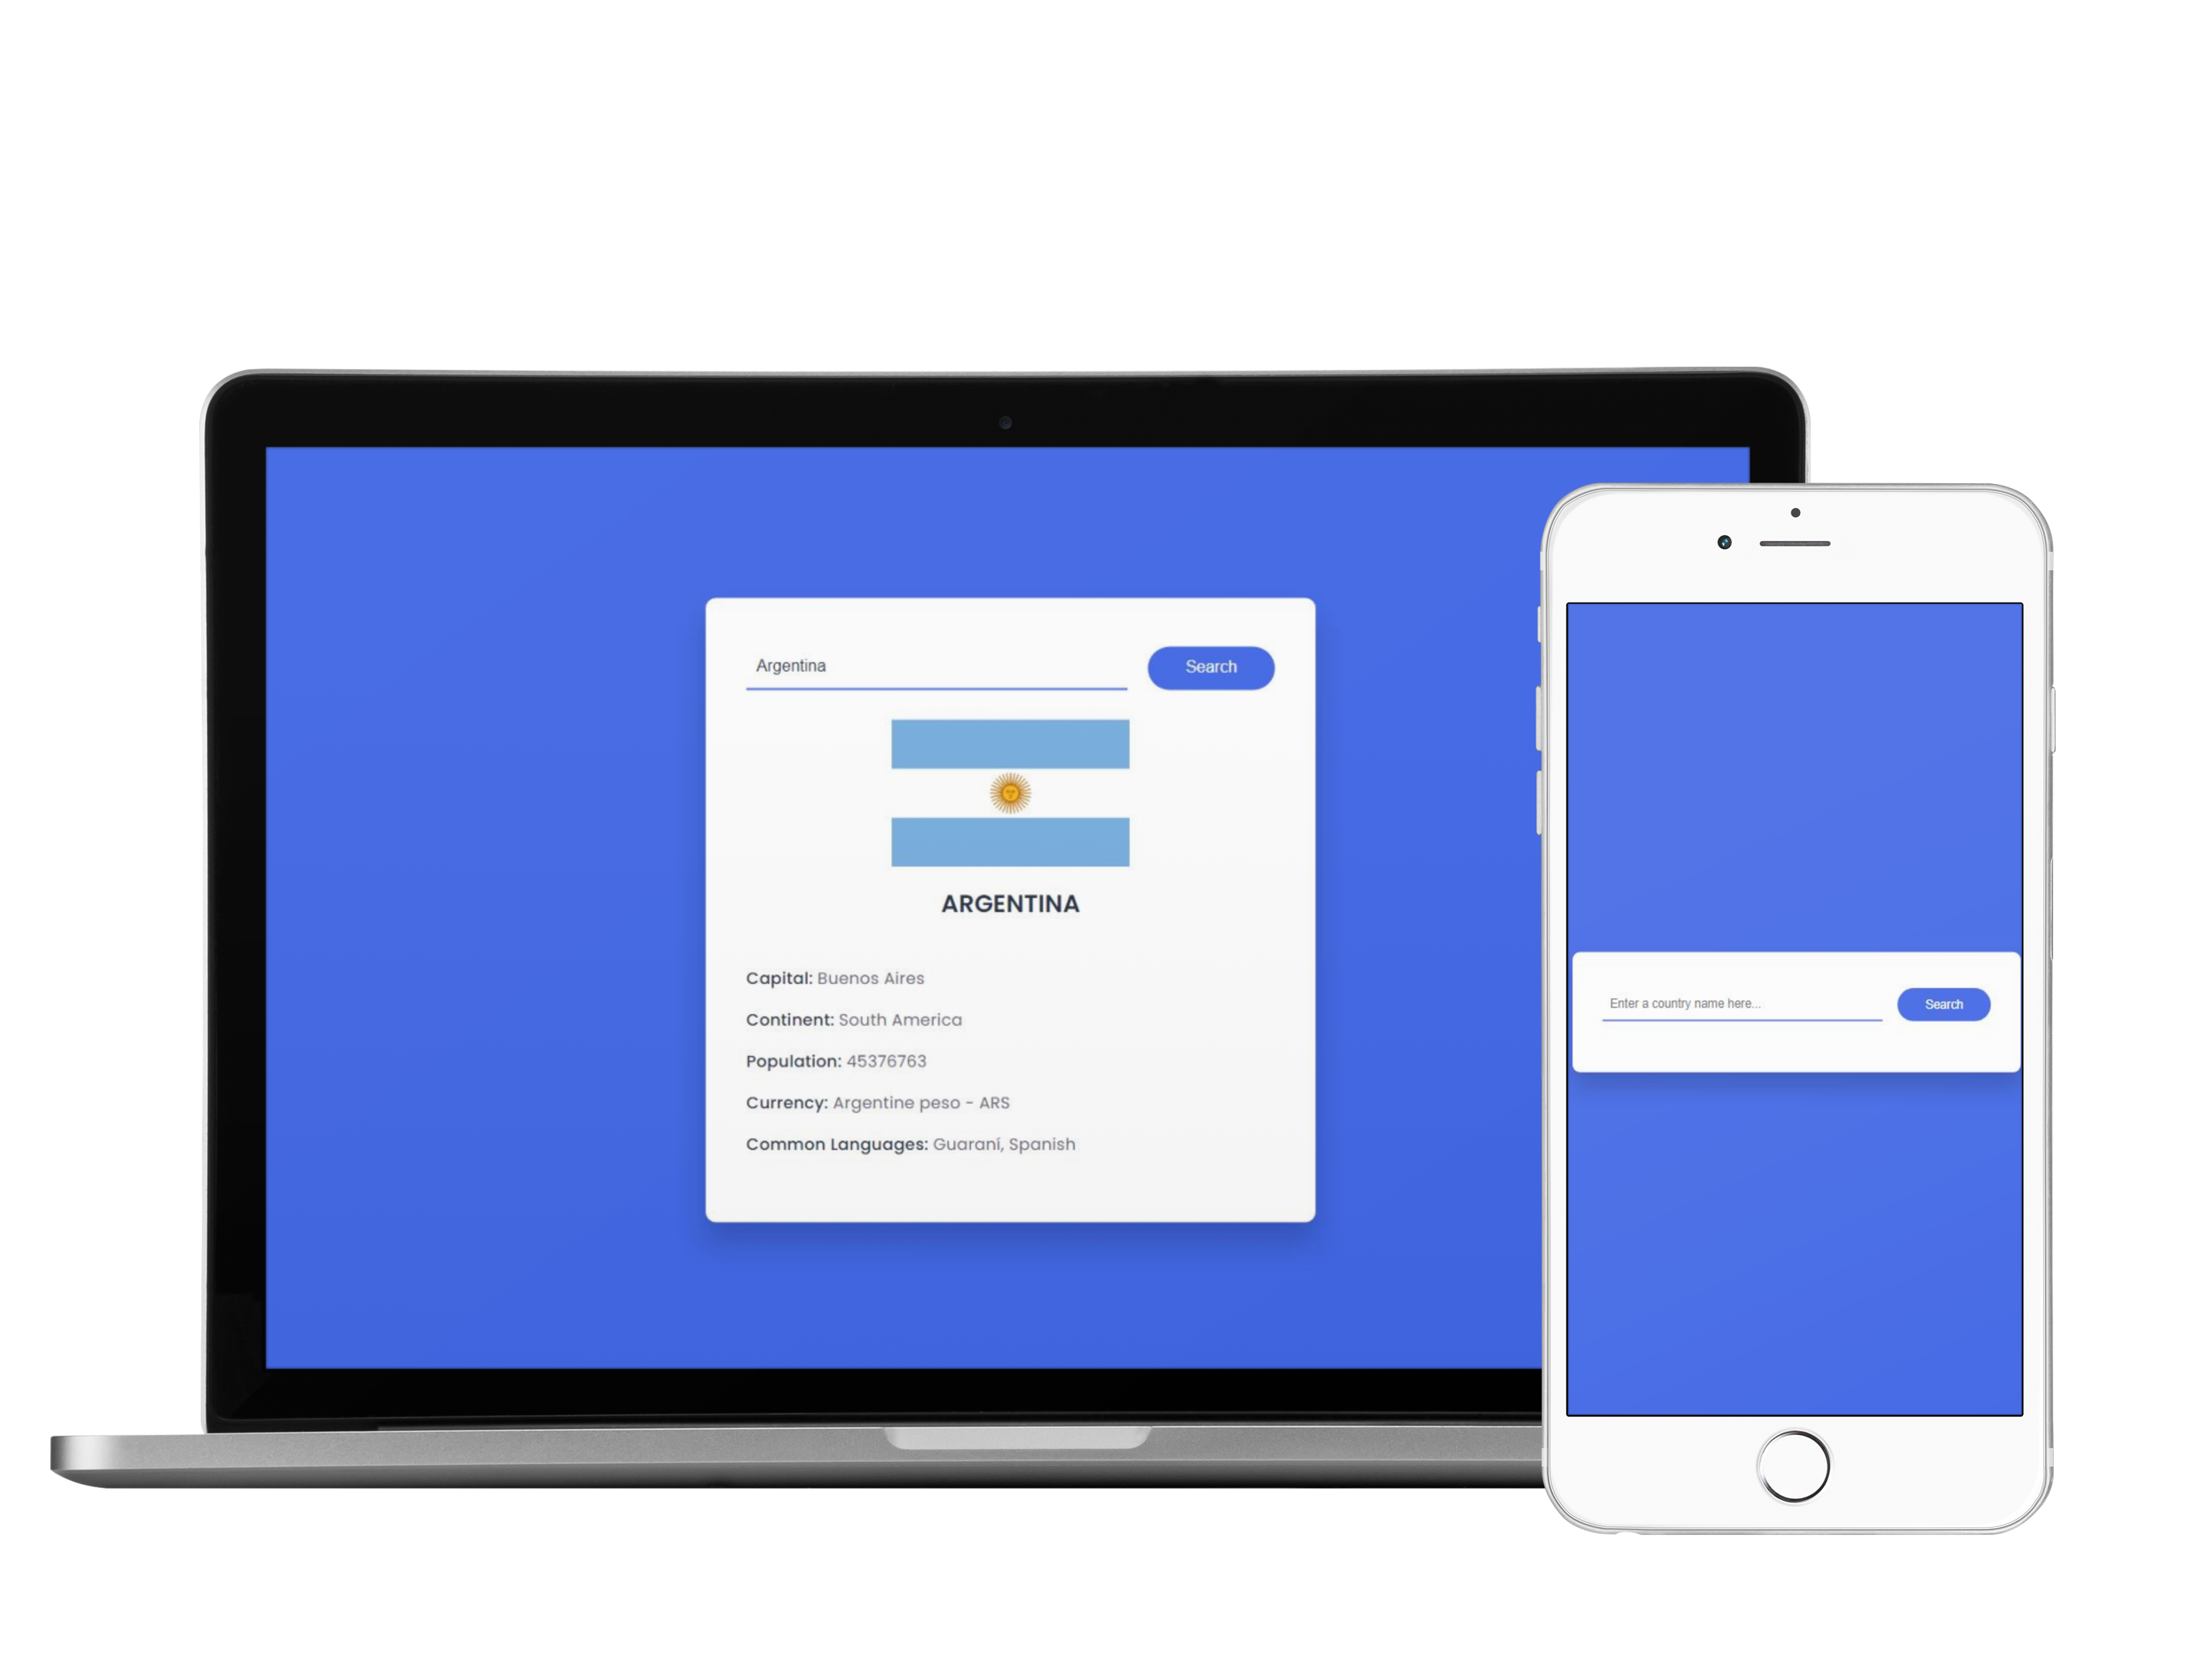 Argentina
Search
ARGENTINA
Capital: Buenos Aires
Continent: South America
Population: 45376763
Currency: Argentine peso - ARS
Common Languages: Guaraní, Spanish
Enter a country name here...
Search